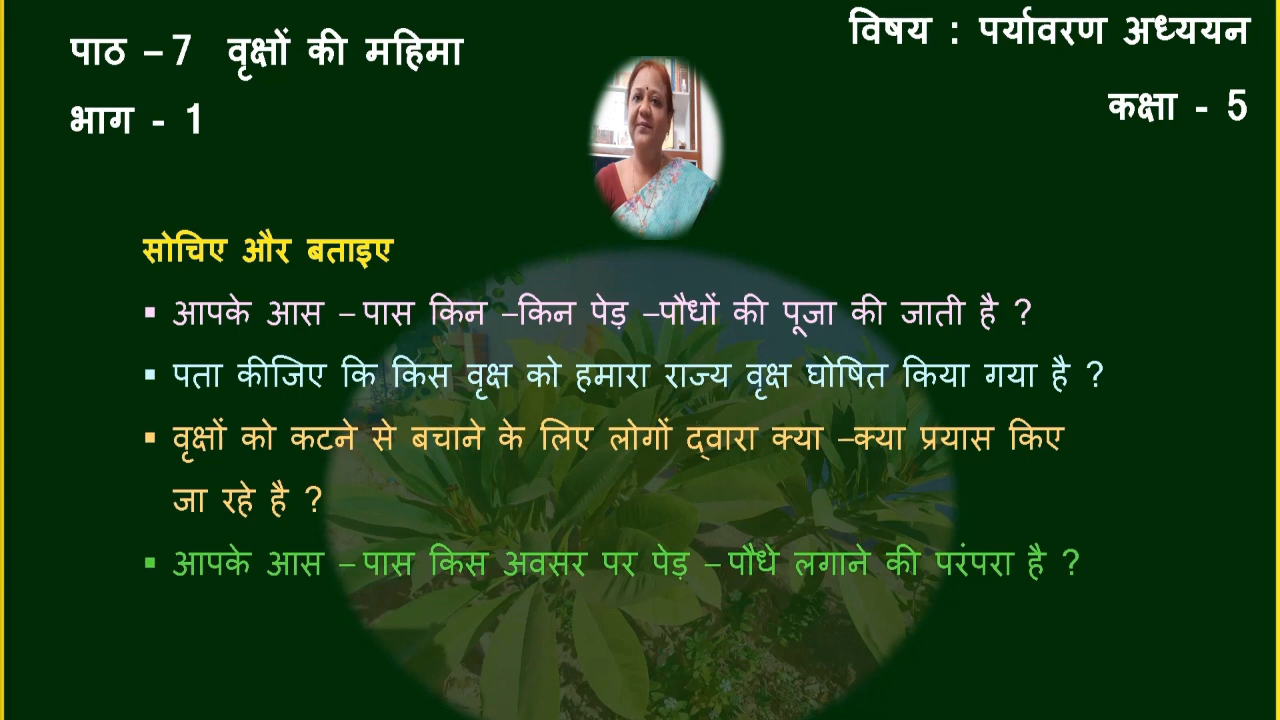 पाठ – 7 वृक्षों की महिमा
भाग - 1
विषय : पर्यावरण अध्ययन
कक्षा - 5
सोचिए और बताइए
▪ आपके आस – पास किन –किन पेड़ –पौधों की पूजा की जाती है ?
▪ पता कीजिए कि किस वृक्ष को हमारा राज्य वृक्ष घोषित किया गया है ?
▪ वृक्षों को कटने से बचाने के लिए लोगों द्वारा क्या –क्या प्रयास किए
जा रहे है ?
▪ आपके आस – पास किस अवसर पर पेड़ – पौधे लगाने की परंपरा है ?